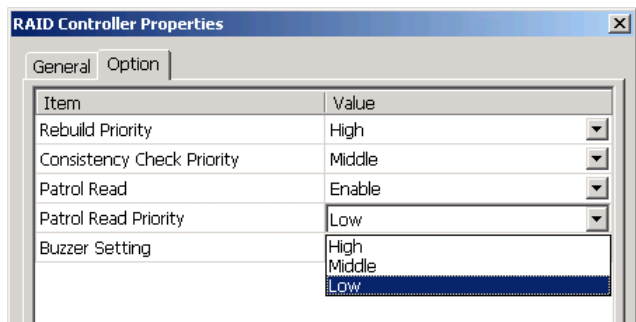 RAID Controller Properties
General Option
Item Value
Rebuild Priority High
Consistency Check Priority Middle
Patrol Read Enable
Patrol Read Priority Low
Buzzer Setting High
Middle
Low